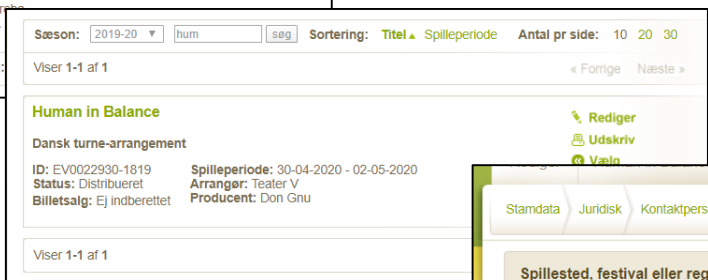 Sæson: 2019-20 hum søg Sortering: Titel Spilleperiode Antal pr side: 10 20 30
Viser 1-1 af 1 « Forrige Næste »
Human in Balance
Rediger
Dansk turne-arrangement
Udskriv
Vælg
ID: EV0022930-1819 Spilleperiode: 30-04-2020 - 02-05-2020
Status: Distribueret Arrangør: Teater V
Billetsalg: Ej indberettet Producent: Don Gnu
Stamdata Juridisk Kontaktpers
Viser 1-1 af 1
Spillested, festival eller reg